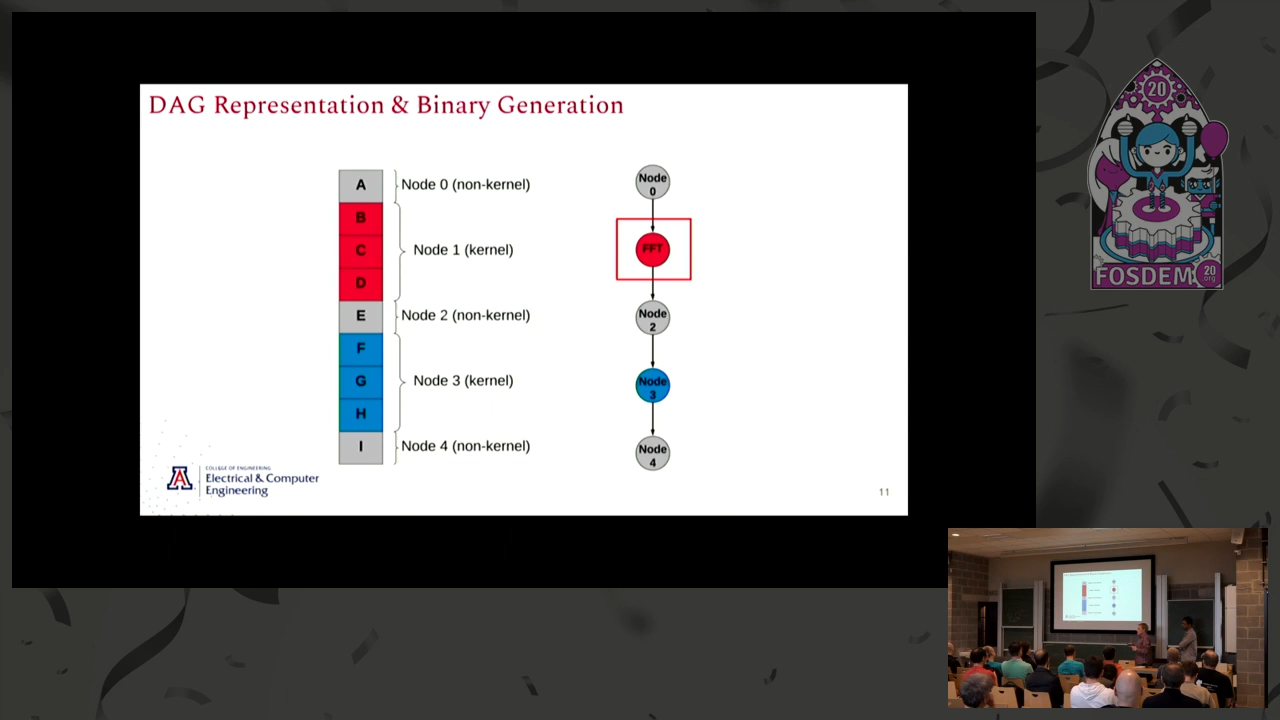 DAG Representation & Binary Generation
A
Node 0 (non-kernel)
B
C
Node 1 (kernel)
D
E
Node 2 (non-kernel)
F
G
Node 3 (kernel)
H
I
Node 4 (non-kernel)
Node
0
FFT
Node
2
Node
3
Node
4
COLLEGE OF ENGINEERING
Electrical & Computer
Engineering
11
20
FOSDEM
20
.org